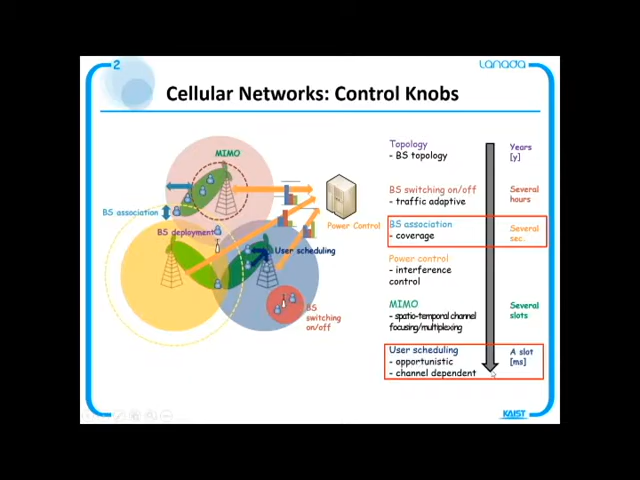 2
Lanada
Cellular Networks: Control Knobs
MIMO
BS association
BS deployment
User scheduling
Power Control
BS
switching
on/off
Topology
- BS topology
Years
[y]
BS switching on/off
- traffic adaptive
Several
hours
BS association
- coverage
Several
sec.
Power control
- interference
control
MIMO
- spatio-temporal channel
focusing/multiplexing
Several
slots
User scheduling
- opportunistic
- channel dependent
A slot
[ms]
KAIST